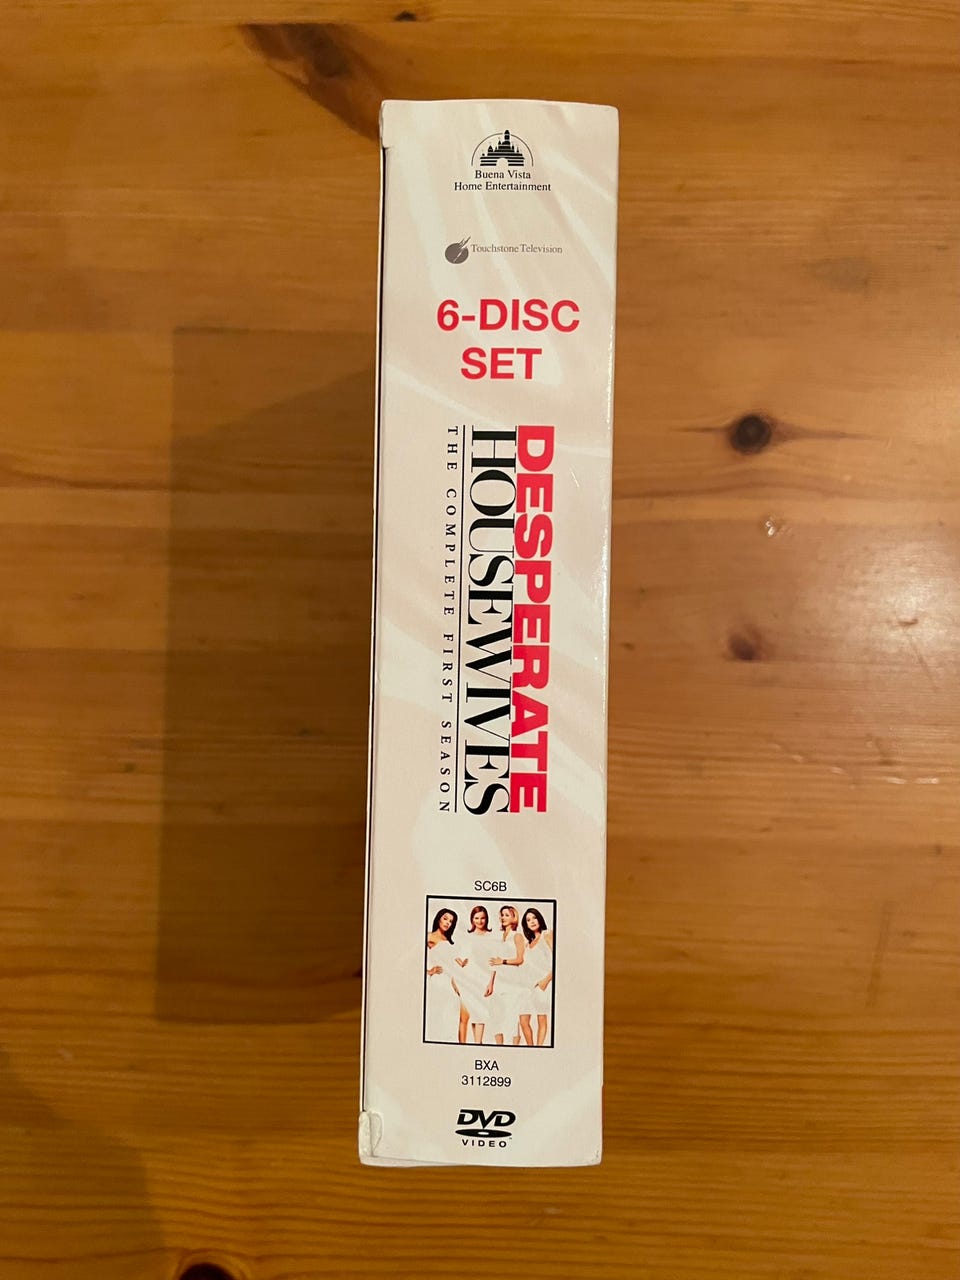 Buena Vista
Home Entertainment
Touchstone Television
6-DISC
SET
DESPERATE
HOUSEWIVES
THE COMPLETE FIRST SEASON
SC6B
BXA
3112899
DVD
VIDEO